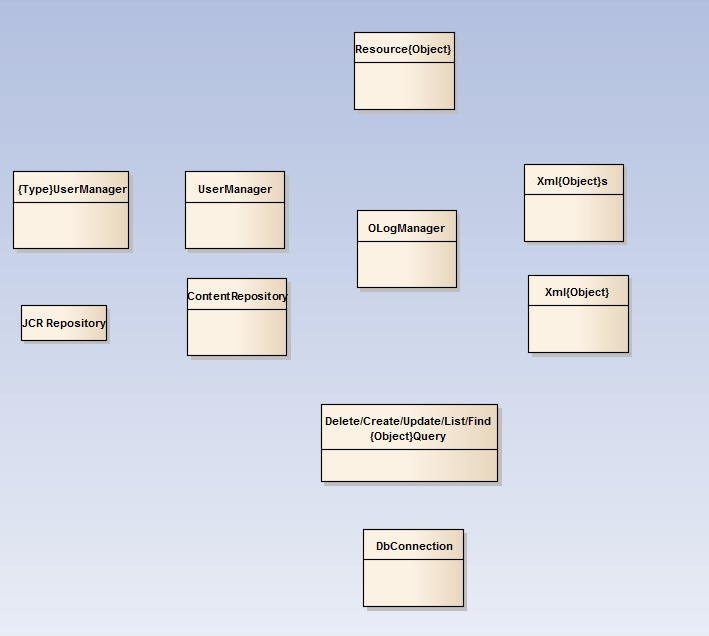 Resource{Object}
{Type}UserManager
UserManager
Xml{Object}s
OLogManager
ContentRepository
Xml{Object}
JCR Repository
Delete/Create/Update/List/Find
{Object}Query
DbConnection